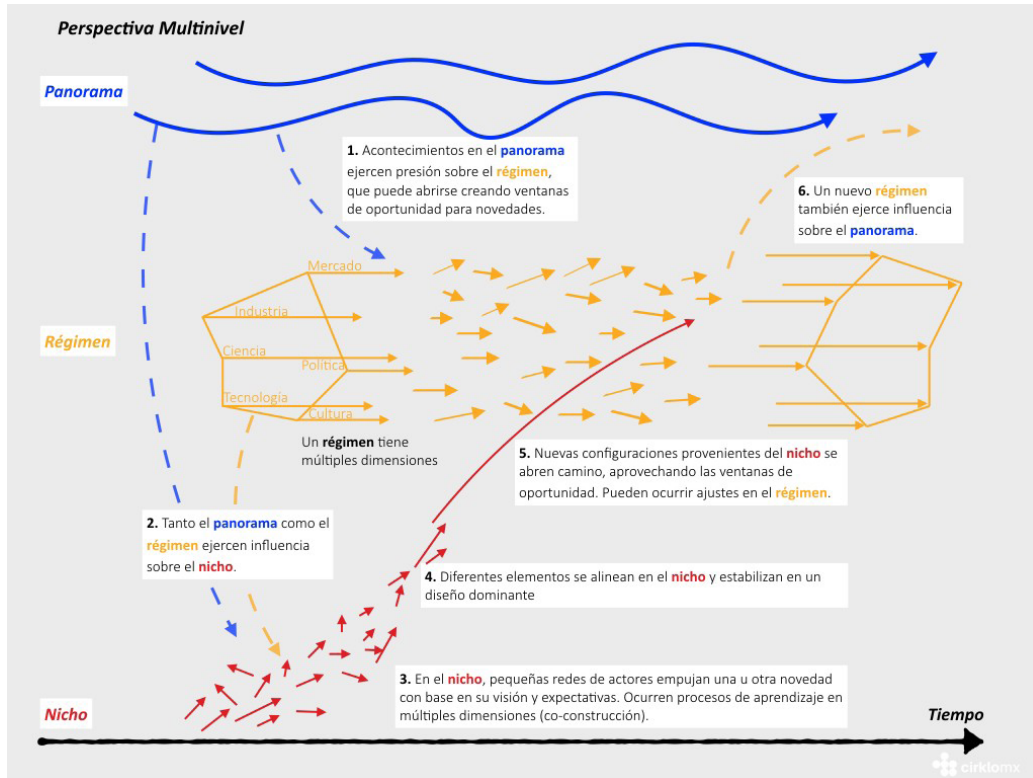 Perspectiva Multinivel
Panorama
1. Acontecimientos en el panorama
ejercen presión sobre el régimen,
que puede abrirse creando ventanas
de oportunidad para novedades.
6. Un nuevo régimen
también ejerce influencia
sobre el panorama.
Mercado
Industria
Régimen
Ciencia
Política
Tecnología
Cultura
Un régimen tiene
múltiples dimensiones
5. Nuevas configuraciones provenientes del nicho se
abren camino, aprovechando las ventanas de
oportunidad. Pueden ocurrir ajustes en el régimen.
2. Tanto el panorama como el
régimen ejercen influencia
sobre el nicho.
4. Diferentes elementos se alinean en el nicho y estabilizan en un
diseño dominante
3. En el nicho, pequeñas redes de actores empujan una u otra novedad
con base en su visión y expectativas. Ocurren procesos de aprendizaje en
múltiples dimensiones (co-construcción).
Nicho
Tiempo
cirklomx